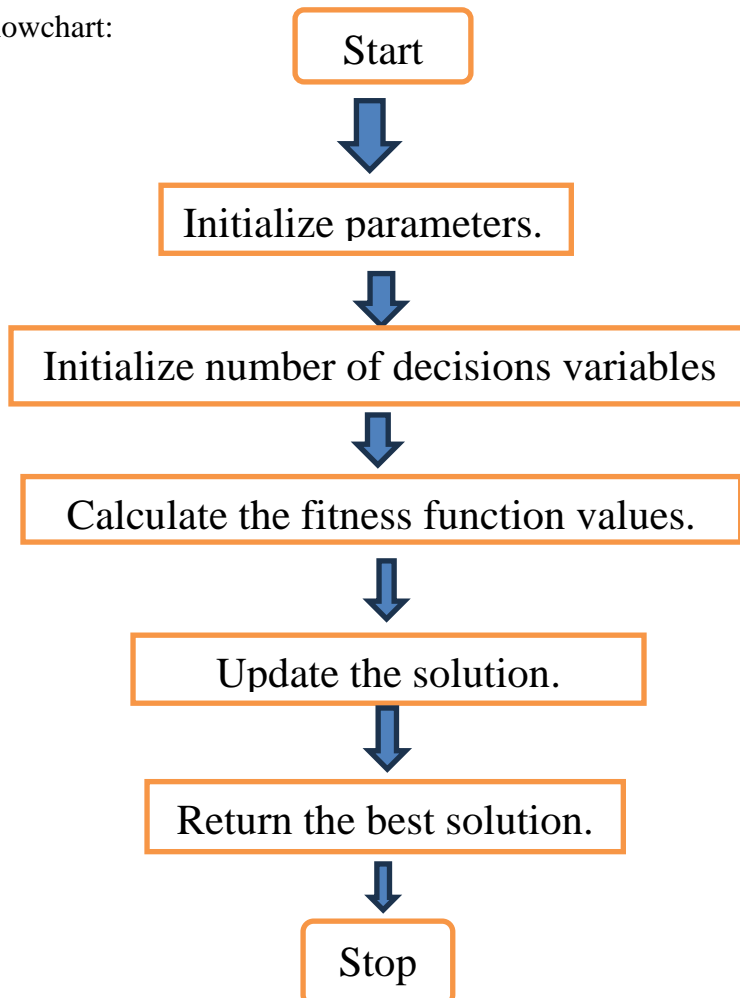 lowchart:
Start
Initialize parameters.
Initialize number of decisions variables
Calculate the fitness function values.
Update the solution.
Return the best solution.
Stop